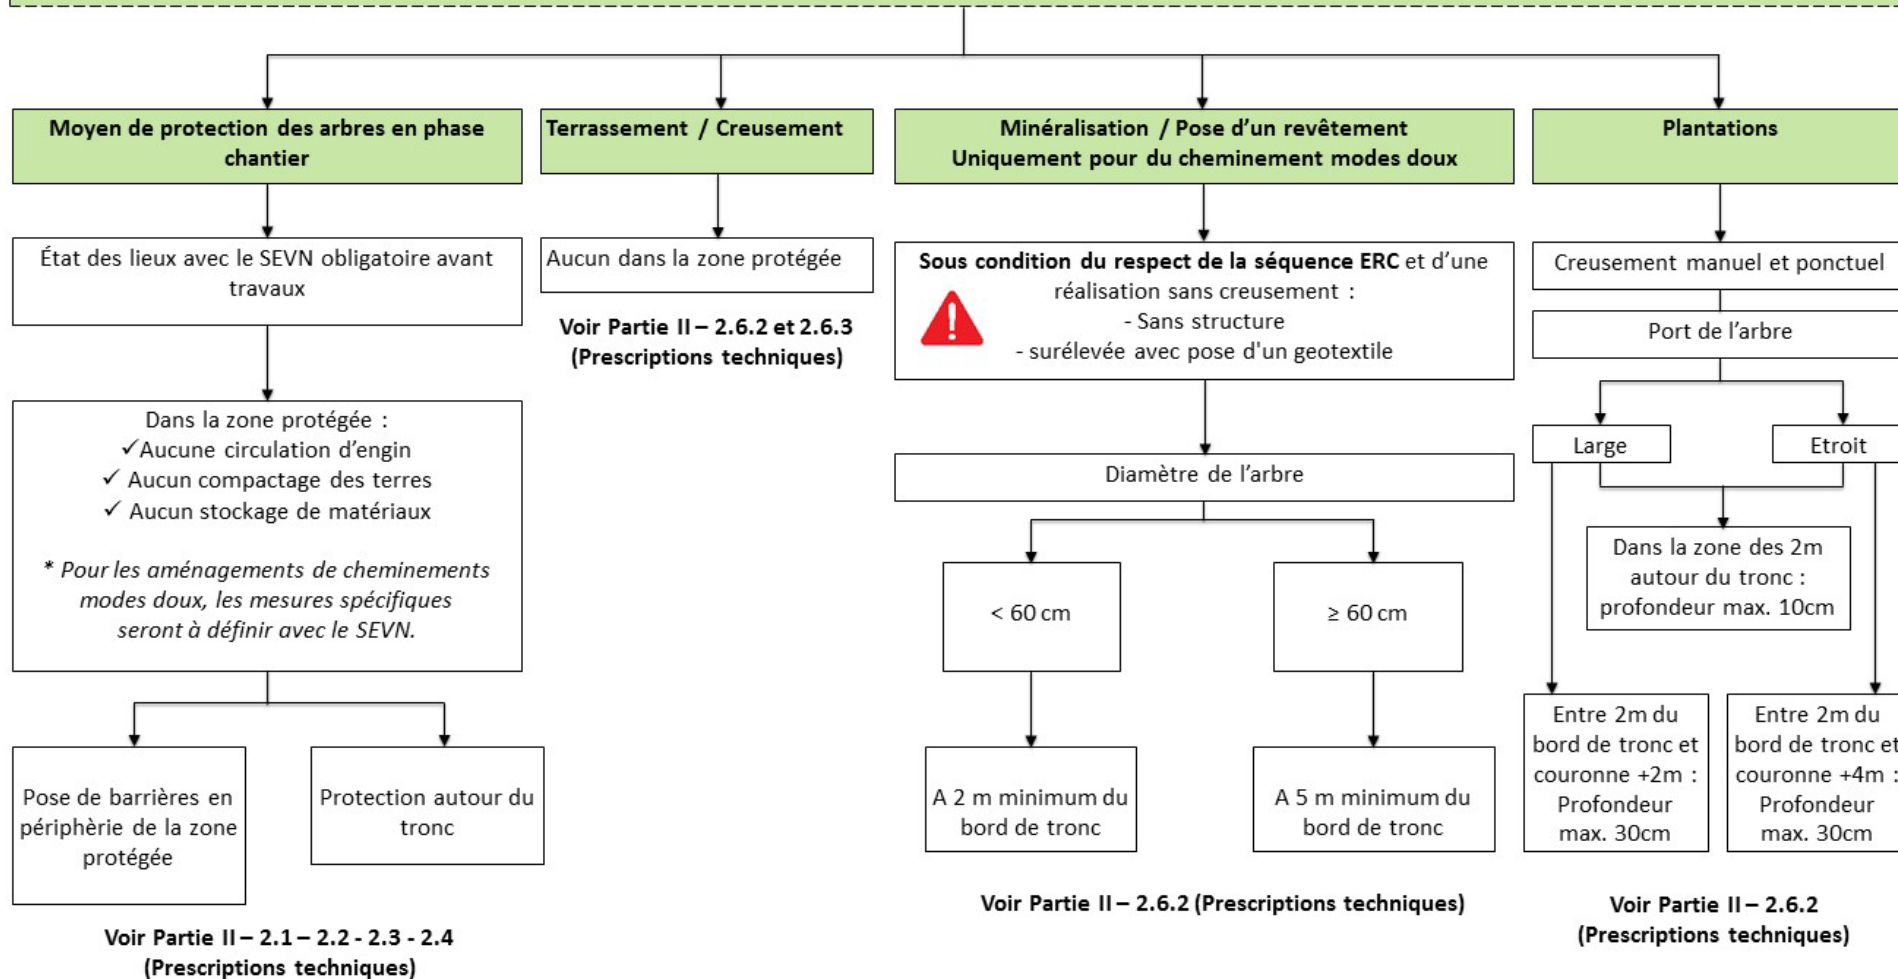 Moyen de protection des arbres en phase
chantier
État des lieux avec le SEVN obligatoire avant
travaux
Dans la zone protégée :
✓Aucune circulation d'engin
✓ Aucun compactage des terres
✓ Aucun stockage de matériaux
* Pour les aménagements de cheminements
modes doux, les mesures spécifiques
seront à définir avec le SEVN.
Pose de barrières en
périphèrie de la zone
protégée
Protection autour du
tronc
Voir Partie II – 2.1 – 2.2 - 2.3 - 2.4
(Prescriptions techniques)
Terrassement / Creusement
Aucun dans la zone protégée
Voir Partie II – 2.6.2 et 2.6.3
(Prescriptions techniques)
Minéralisation / Pose d'un revêtement
Uniquement pour du cheminement modes doux
Sous condition du respect de la séquence ERC et d'une
réalisation sans creusement :
- Sans structure
- surélevée avec pose d'un geotextile
Diamètre de l'arbre
< 60 cm
≥ 60 cm
A 2 m minimum du
bord de tronc
A 5 m minimum du
bord de tronc
Voir Partie II – 2.6.2 (Prescriptions techniques)
Plantations
Creusement manuel et ponctuel
Port de l'arbre
Large
Etroit
Dans la zone des 2m
autour du tronc :
profondeur max. 10cm
Entre 2m du
bord de tronc et
couronne +2m :
Profondeur
max. 30cm
Entre 2m du
bord de tronc et
couronne +4m :
Profondeur
max. 30cm
Voir Partie II – 2.6.2
(Prescriptions techniques)